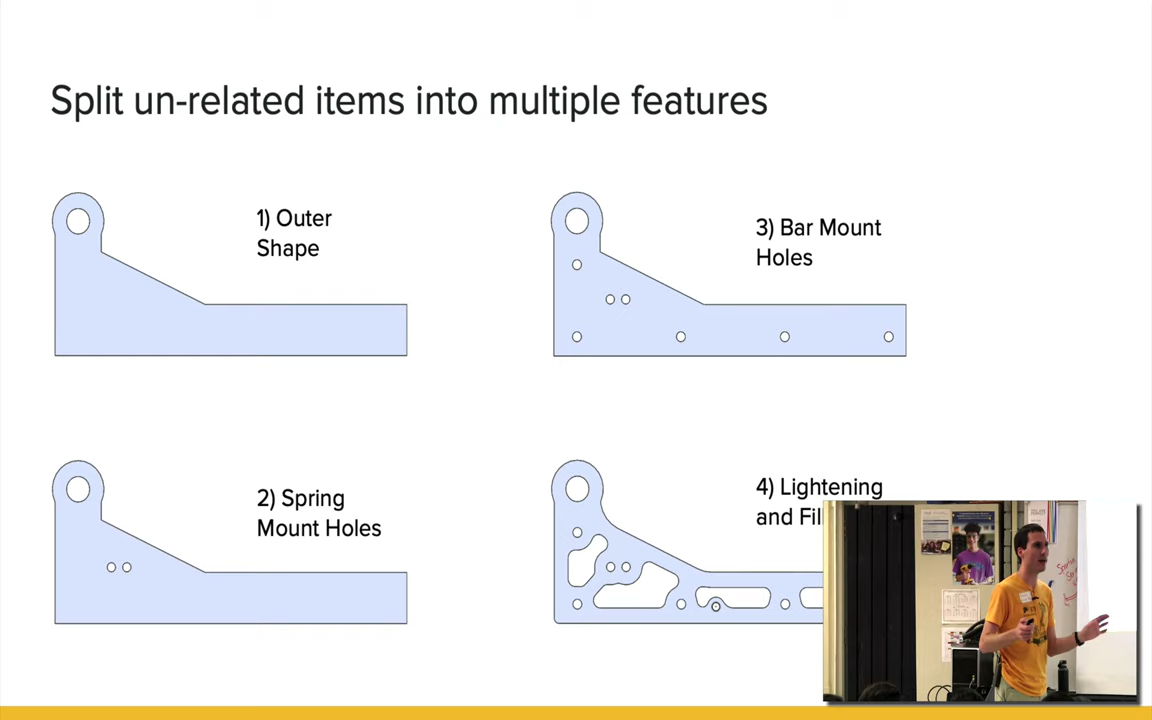 Split un-related items into multiple features
1) Outer
Shape
2) Spring
Mount Holes
3) Bar Mount
Holes
4) Lightening
and